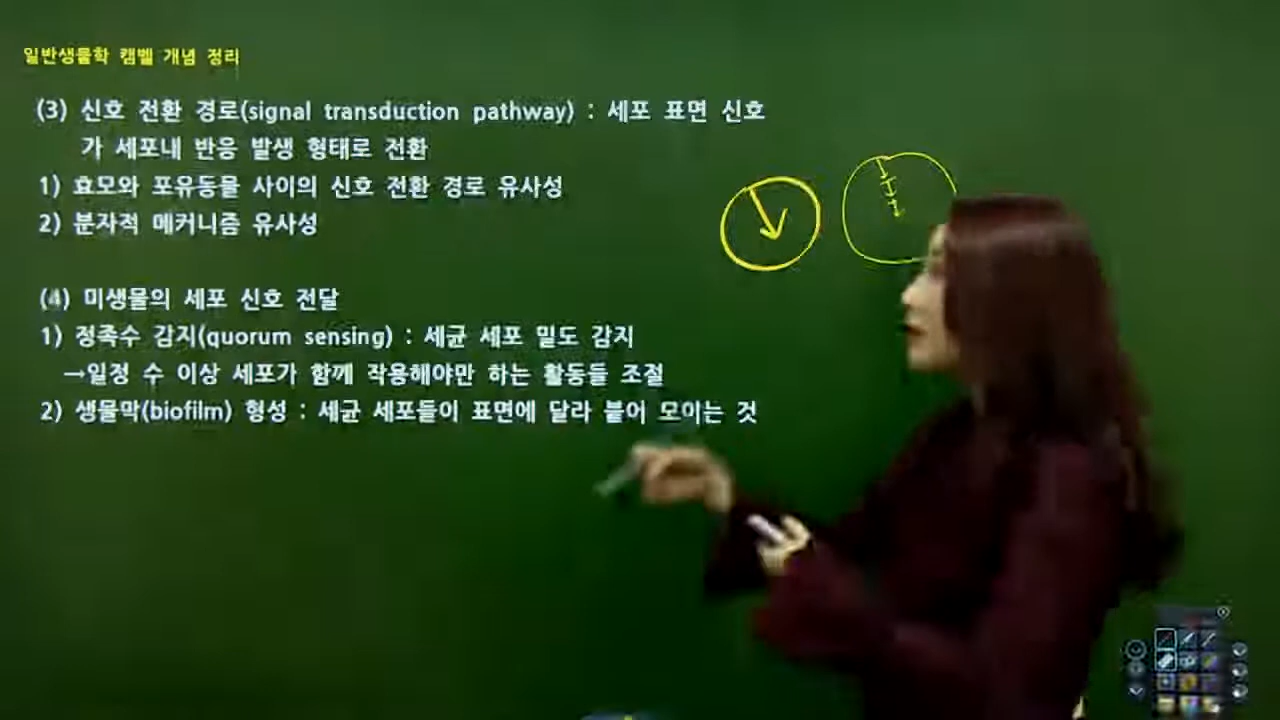 일반생물학 캠벨 개념 정리
(3) 신호 전환 경로(signal transduction pathway) : 세포 표면 신호
가 세포내 반응 발생 형태로 전환
1) 효모와 포유동물 사이의 신호 전환 경로 유사성
2) 분자적 메커니즘 유사성
(4) 미생물의 세포 신호 전달
1) 정족수 감지(quorum sensing) : 세균 세포 밀도 감지
→일정 수 이상 세포가 함께 작용해야만 하는 활동들 조절
2) 생물막(biofilm) 형성 : 세균 세포들이 표면에 달라 붙어 모이는 것